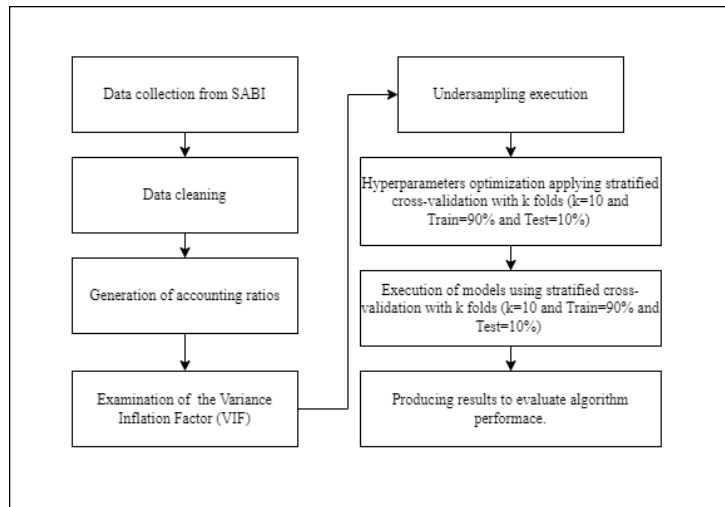 Data collection from SABI
Data cleaning
Generation of accounting ratios
Examination of the Variance
Inflation Factor (VIF)
Undersampling execution
Hyperparameters optimization applying stratified
cross-validation with k folds (k=10 and
Train=90% and Test=10%)
Execution of models using stratified cross-
validation with k folds (k=10 and Train=90% and
Test=10%)
Producing results to evaluate algorithm
performace.